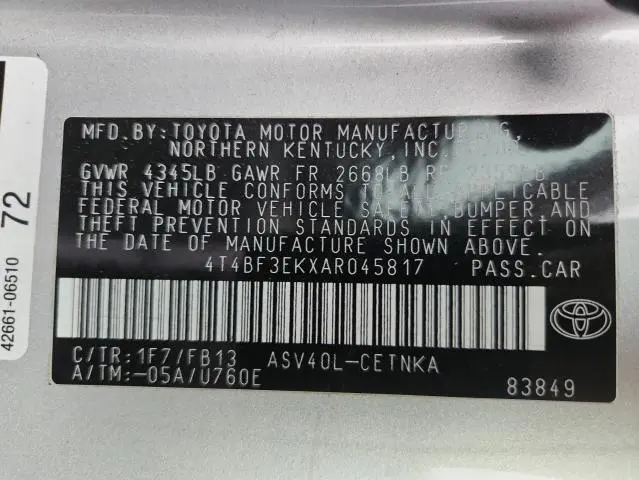 MFD.BY:TOYOTA MOTOR MANUFACTURING,
NORTHERN KENTUCKY, INC.
GVWR 4345LB GAWR FR 2668LB RR
THIS VEHICLE CONFORMS TO ALL APPLICABLE
FEDERAL MOTOR VEHICLE SAFETY, BUMPER AND
THEFT PREVENTION STANDARDS IN EFFECT ON
THE DATE OF MANUFACTURE SHOWN ABOVE.
4T4BF3EKXAR045817 PASS.CAR
C/TR:1F7/FB13 ASV40L-CETNKA
A/TM:-05A/U760E
83849
42661-06510 72